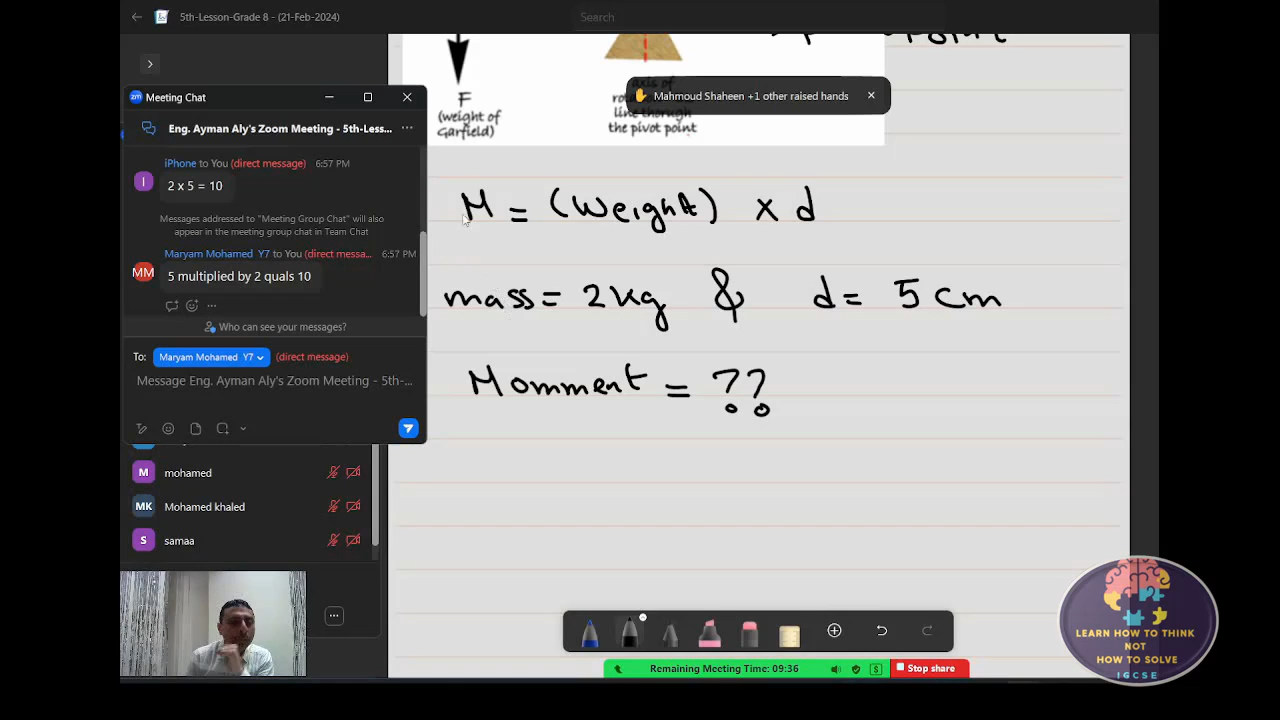 5th-Lesson-Grade 8 - (21-Feb-2024)
Search
F
(weight of
Garfield)
axis of
line thorough
the pivot point
Mahmoud Shaheen +1 other raised hands
zm Meeting Chat
Eng. Ayman Aly's Zoom Meeting - 5th-Less...
iPhone to You (direct message) 6:57 PM
I
2 x 5 = 10
Messages addressed to "Meeting Group Chat" will also
appear in the meeting group chat in Team Chat
Maryam Mohamed Y7 to You (direct messa... 6:57 PM
MM
5 multiplied by 2 quals 10
Who can see your messages?
To: Maryam Mohamed Y7 (direct message)
Message Eng. Ayman Aly's Zoom Meeting - 5th-...
M mohamed
MK Mohamed khaled
S samaa
M = (Weight) x d
mass = 2 kg & d = 5 cm
Momment = ??
Remaining Meeting Time: 09:36
Stop share
LEARN HOW TO THINK
NOT
HOW TO SOLVE
IGCSE